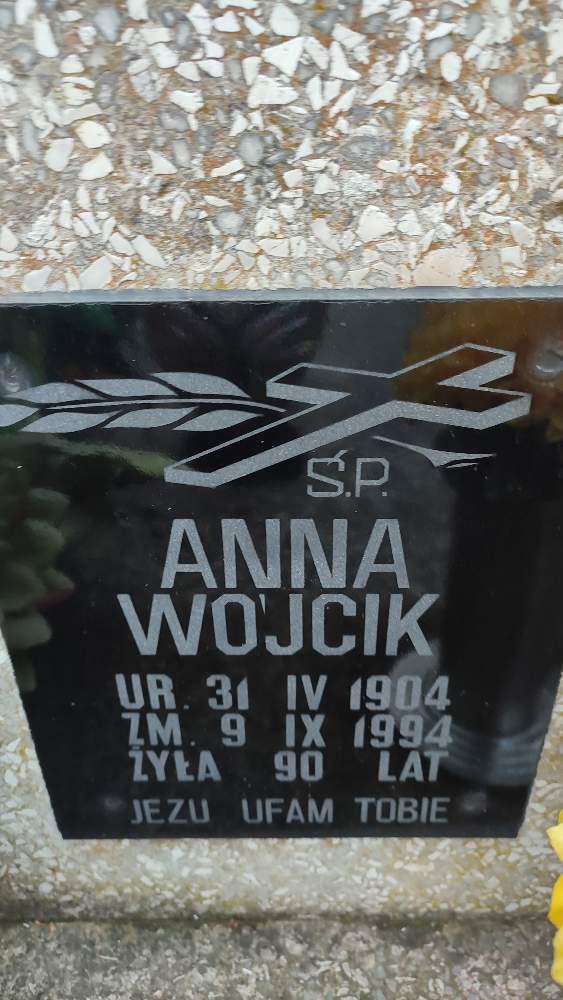 Ś.P.
ANNA
WÓJCIK
UR. 31 IV 1904
ZM. 9 IX 1994
ŻYŁA 90 LAT
JEZU UFAM TOBIE